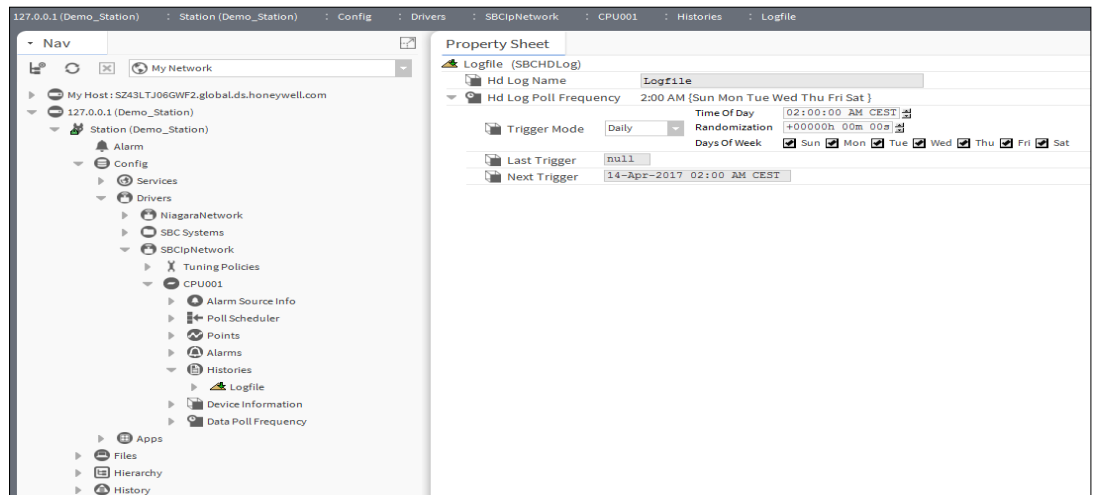 127.0.0.1 (Demo_Station) : Station (Demo_Station) : Config : Drivers : SBCIpNetwork : CPU001 : Histories : Logfile
Nav
My Network
My Host : SZ43LTJ06GWF2.global.ds.honeywell.com
127.0.0.1 (Demo_Station)
Station (Demo_Station)
Alarm
Config
Services
Drivers
NiagaraNetwork
SBC Systems
SBCIpNetwork
Tuning Policies
CPU001
Alarm Source Info
Poll Scheduler
Points
Alarms
Histories
Logfile
Device Information
Data Poll Frequency
Apps
Files
Hierarchy
History
Property Sheet
Logfile (SBCHDLog)
Hd Log Name Logfile
Hd Log Poll Frequency 2:00 AM {Sun Mon Tue Wed Thu Fri Sat }
Trigger Mode Daily
Time Of Day 02:00:00 AM CEST
Randomization +00000h 00m 00s
Days Of Week Sun Mon Tue Wed Thu Fri Sat
Last Trigger null
Next Trigger 14-Apr-2017 02:00 AM CEST